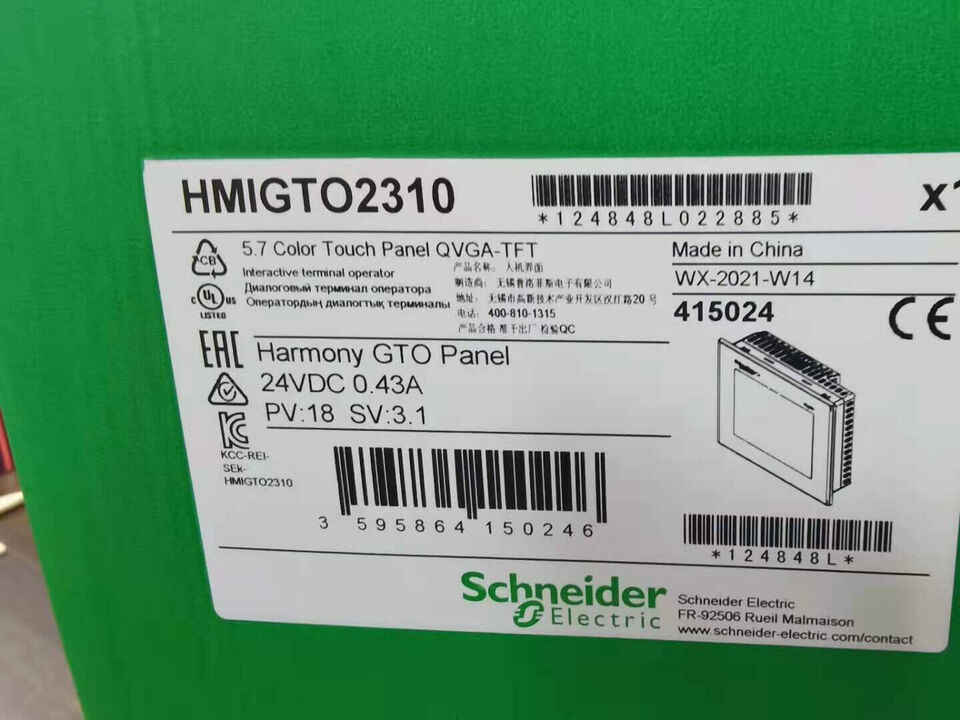 HMIGTO2310
*124848L022885*
x1
5.7 Color Touch Panel QVGA-TFT
Interactive terminal operator
Диалоговый терминал оператора
Оператордың диалогтық терминалы
产品名称: 人机界面
制造商: 无锡普洛菲斯电子有限公司
地址: 无锡市高新技术产业开发区汉江路20号
电话: 400-810-1315
产品合格 准予出厂 检验QC
Made in China
WX-2021-W14
415024
CB
c UL us
LISTED
CE
EAC
Harmony GTO Panel
24VDC 0.43A
PV:18 SV:3.1
KCC-REI-
SEk-
HMIGTO2310
3 595864 150246
*124848L*
Schneider
Electric
Schneider Electric
FR-92506 Rueil Malmaison
www.schneider-electric.com/contact